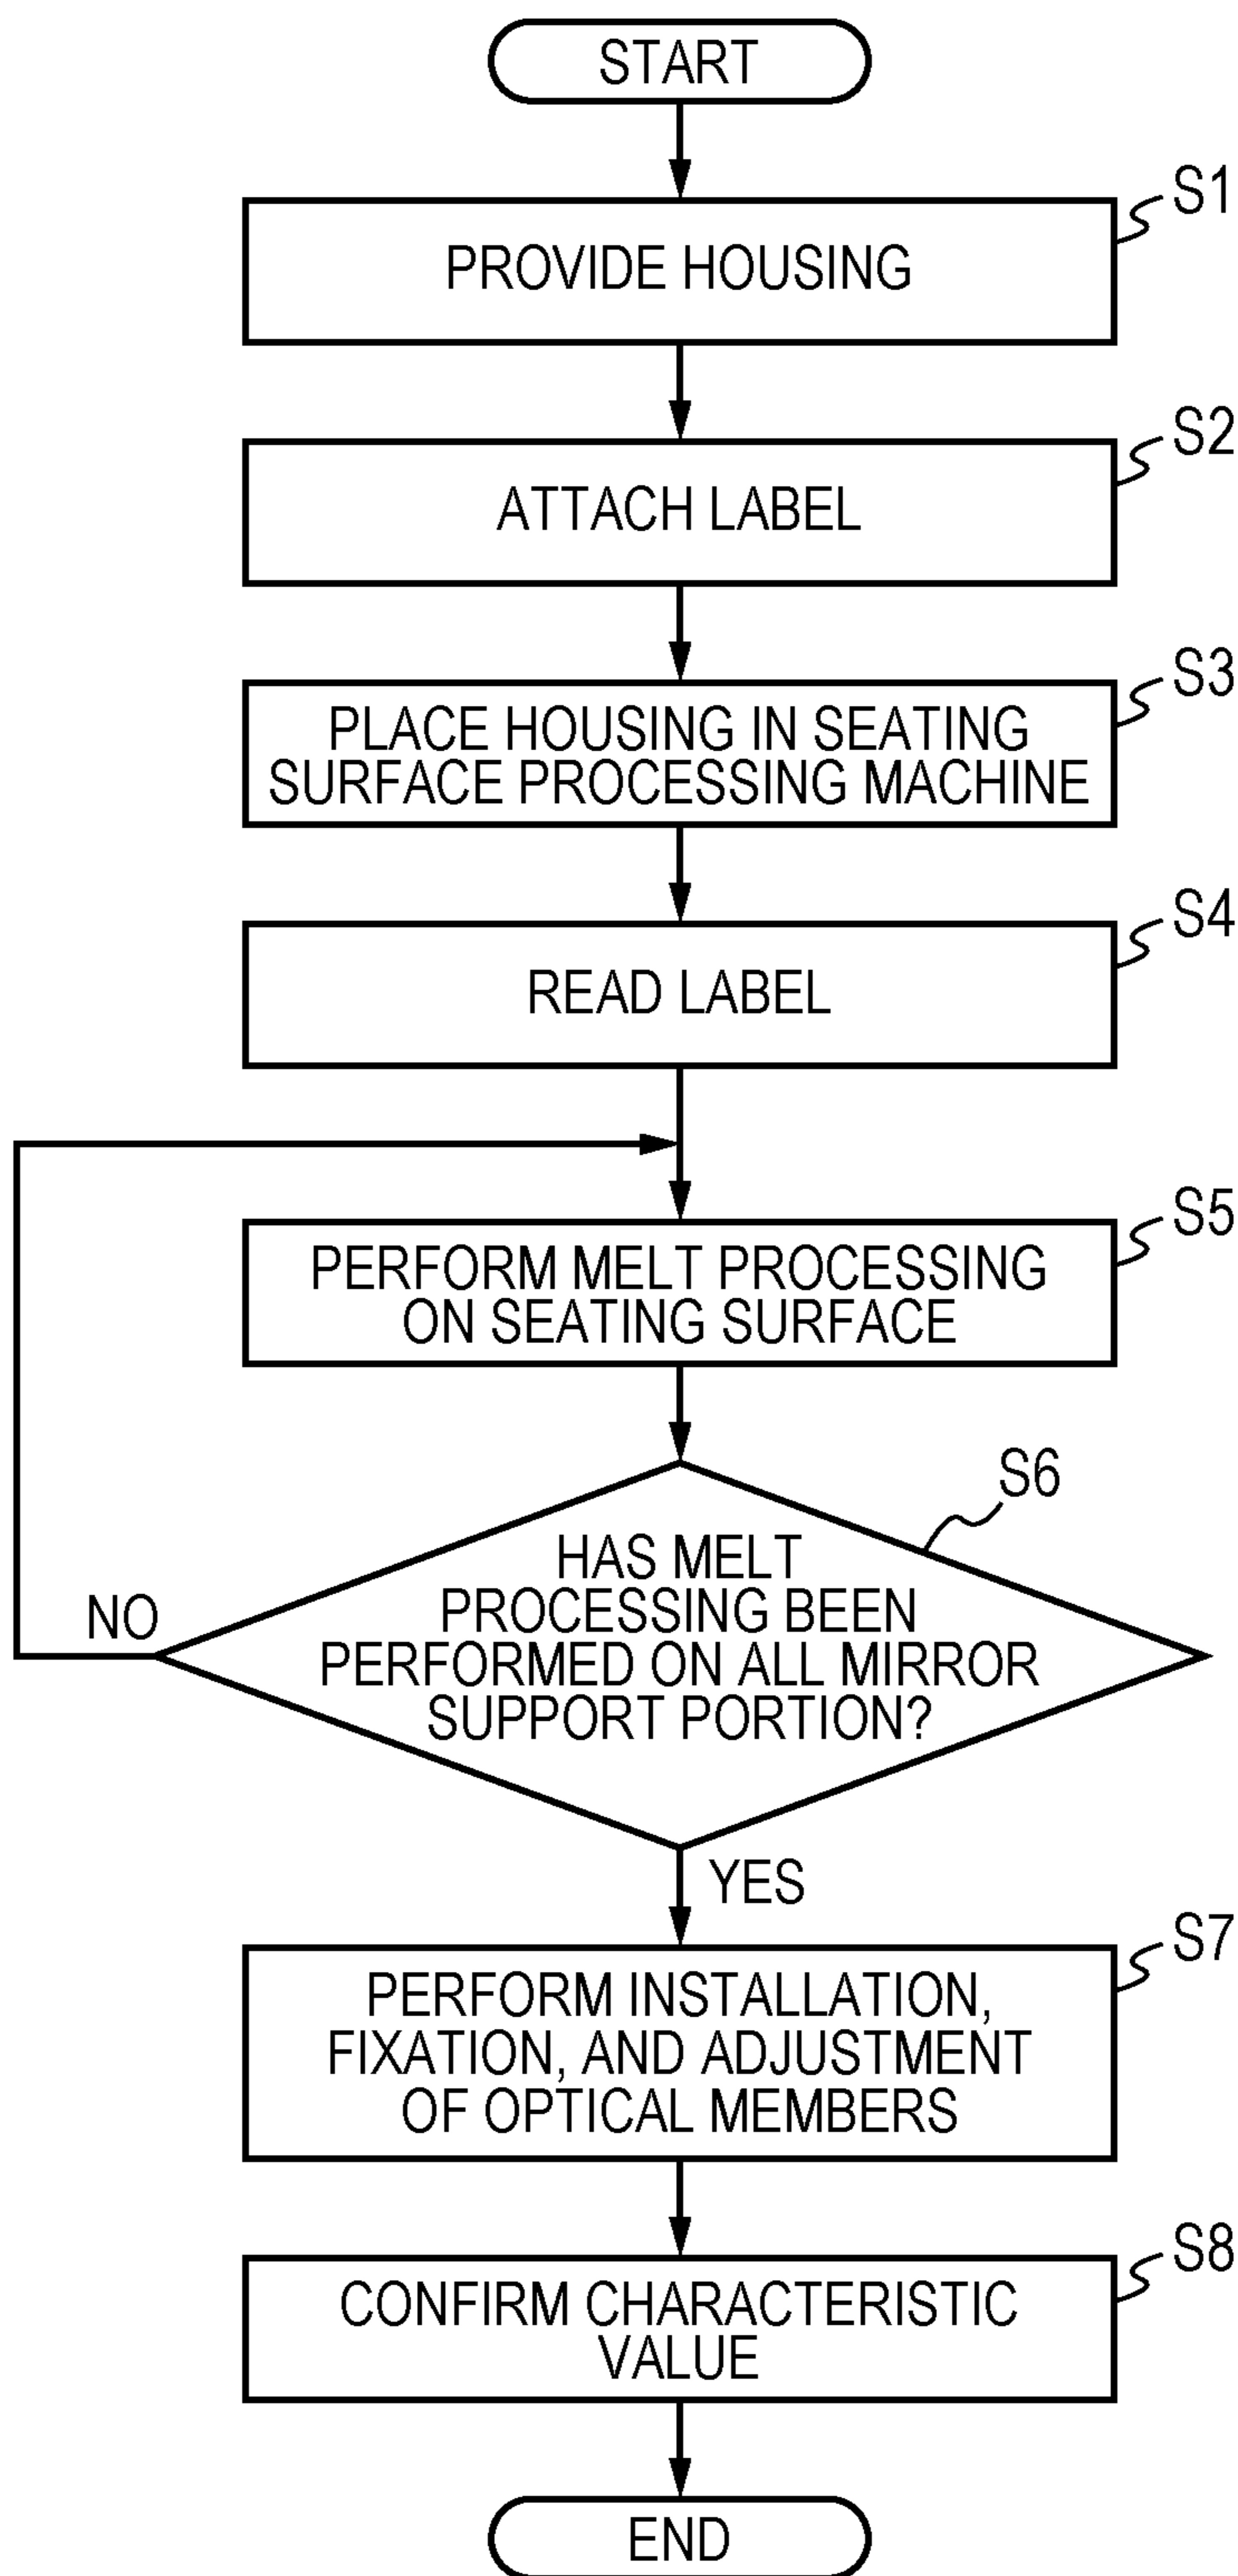 START
S1
PROVIDE HOUSING
S2
ATTACH LABEL
S3
PLACE HOUSING IN SEATING
SURFACE PROCESSING MACHINE
S4
READ LABEL
S5
PERFORM MELT PROCESSING
ON SEATING SURFACE
S6
HAS MELT
PROCESSING BEEN
PERFORMED ON ALL MIRROR
SUPPORT PORTION?
NO
YES
S7
PERFORM INSTALLATION,
FIXATION, AND ADJUSTMENT
OF OPTICAL MEMBERS
S8
CONFIRM CHARACTERISTIC
VALUE
END